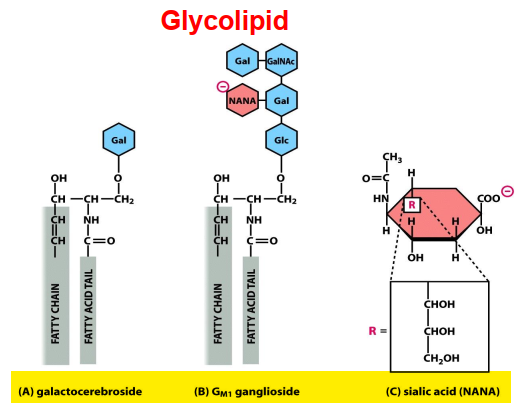 Glycolipid
Gal
OH
O
CH
CH
CH₂
CH
CH
NH
C=O
FATTY CHAIN
FATTY ACID TAIL
(A) galactocerebroside
Gal
GalNAc
NANA
Gal
−
Glc
OH
O
CH
CH
CH₂
CH
CH
NH
C=O
FATTY CHAIN
FATTY ACID TAIL
(B) GM1 ganglioside
CH₃
O=C
H
HN
R
COO −
H
H
H
OH
OH
H
R =
CHOH
CHOH
CH₂OH
(C) sialic acid (NANA)